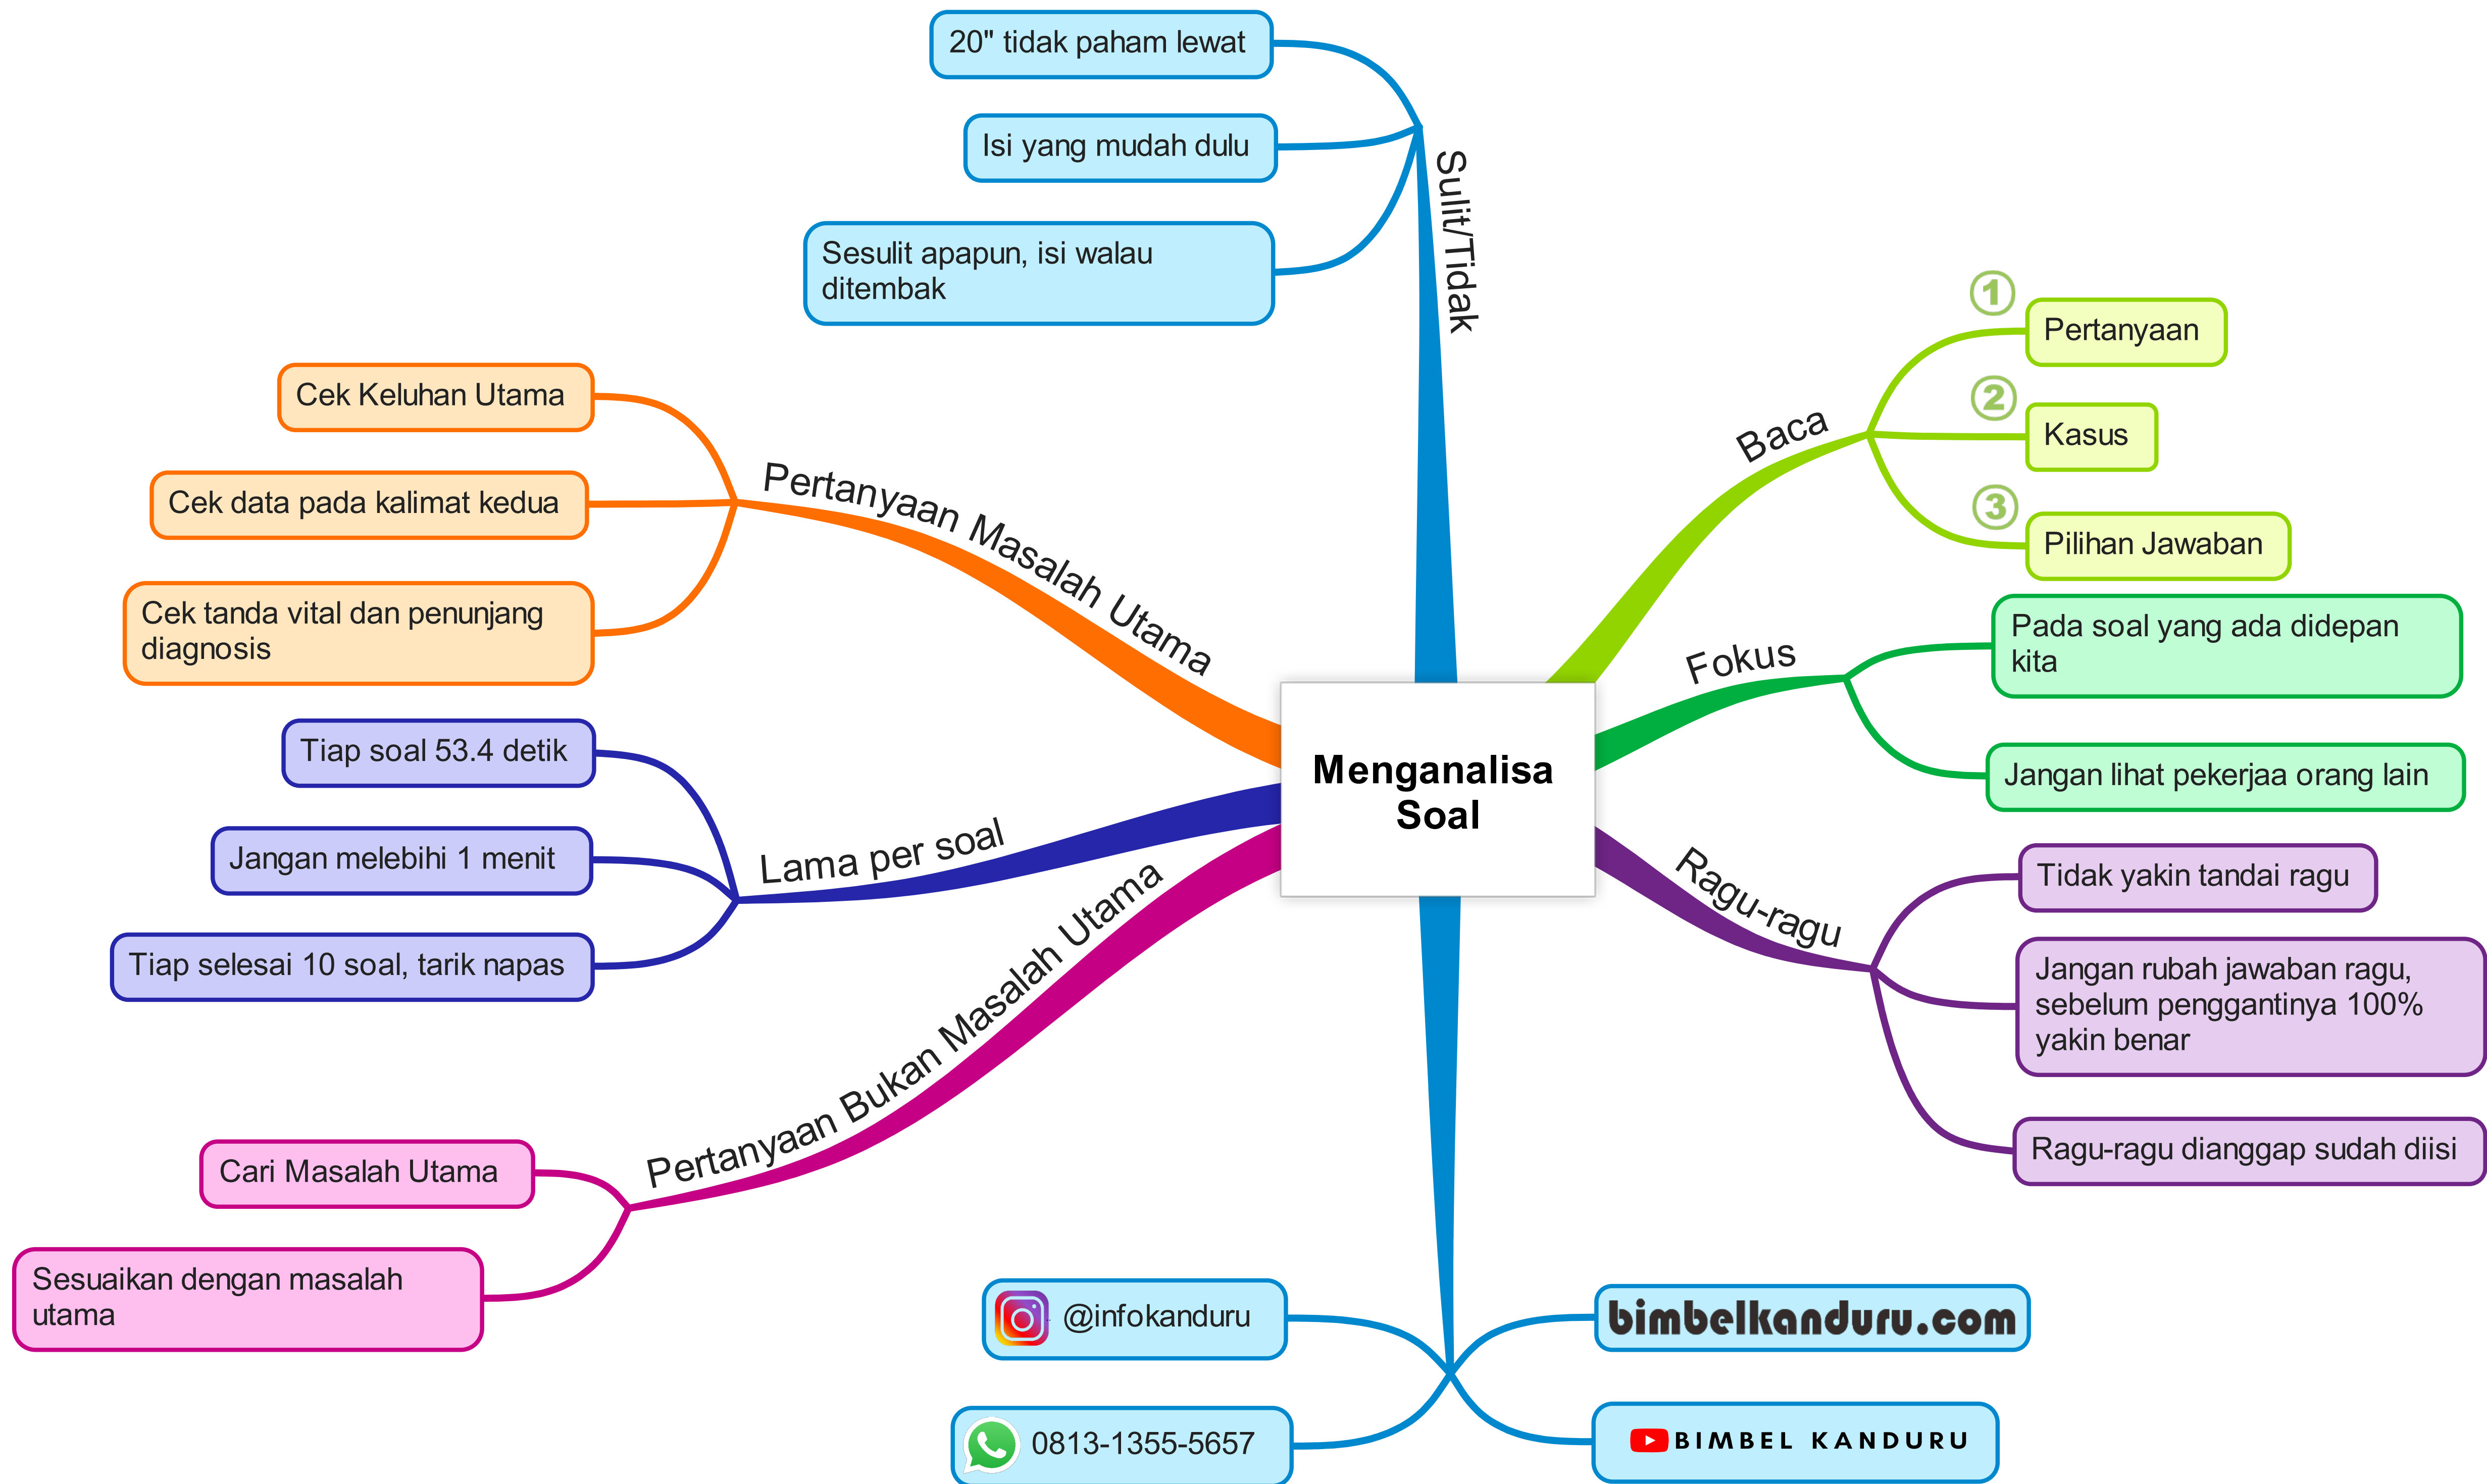 Menganalisa
Soal
Sulit/Tidak
20" tidak paham lewat
Isi yang mudah dulu
Sesulit apapun, isi walau
ditembak
Baca
1
Pertanyaan
2
Kasus
3
Pilihan Jawaban
Fokus
Pada soal yang ada didepan
kita
Jangan lihat pekerjaa orang lain
Ragu-ragu
Tidak yakin tandai ragu
Jangan rubah jawaban ragu,
sebelum penggantinya 100%
yakin benar
Ragu-ragu dianggap sudah diisi
Pertanyaan Masalah Utama
Cek Keluhan Utama
Cek data pada kalimat kedua
Cek tanda vital dan penunjang
diagnosis
Lama per soal
Tiap soal 53.4 detik
Jangan melebihi 1 menit
Tiap selesai 10 soal, tarik napas
Pertanyaan Bukan Masalah Utama
Cari Masalah Utama
Sesuaikan dengan masalah
utama
@infokanduru
0813-1355-5657
bimbelkanduru.com
BIMBEL KANDURU